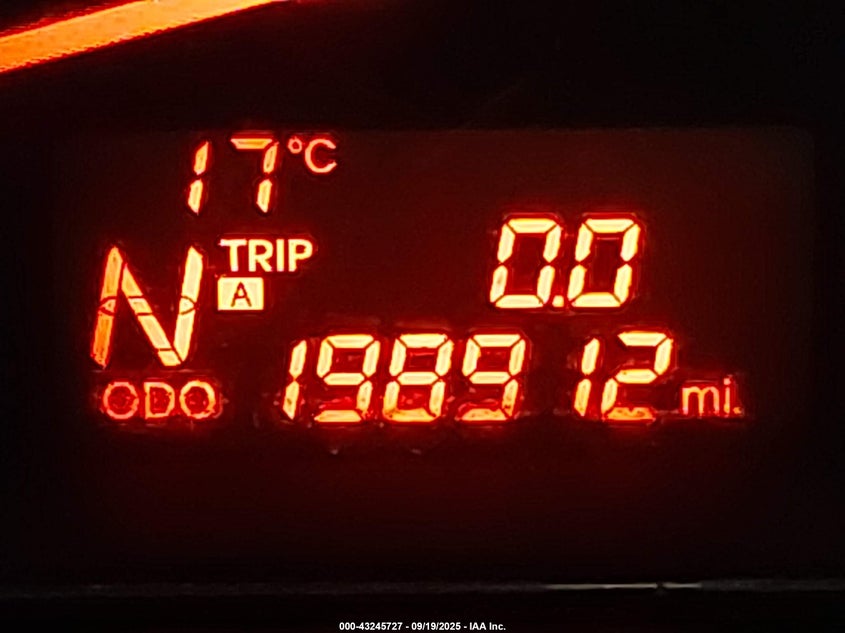 17°C
N TRIP A 0.0
ODO 198912 mi.
000-43245727 - 09/19/2025 - IAA Inc.